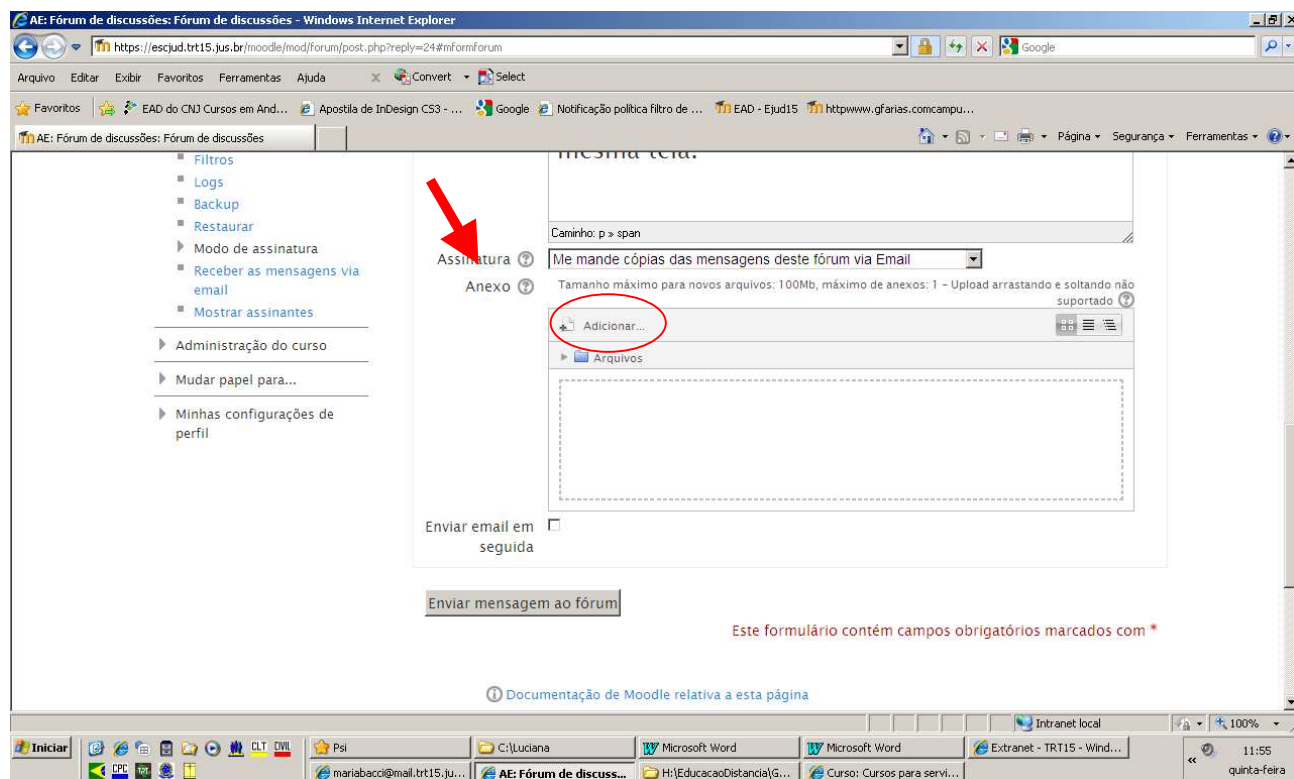 AE: Fórum de discussões: Fórum de discussões - Windows Internet Explorer
https://escjud.trt15.jus.br/moodle/mod/forum/post.php?reply=24#mformforum
Google
Arquivo Editar Exibir Favoritos Ferramentas Ajuda x Convert Select
Favoritos EAD do CNJ Cursos em And... Apostila de InDesign CS3 - ... Google Notificação política filtro de ... EAD - Ejud15 httpwww.gfarias.comcampu...
AE: Fórum de discussões: Fórum de discussões
Página Segurança Ferramentas
Filtros
Logs
Backup
Restaurar
Modo de assinatura
Receber as mensagens via
email
Mostrar assinantes
Administração do curso
Mudar papel para...
Minhas configurações de
perfil
mesma tela.
Caminho: p » span
Assinatura Me mande cópias das mensagens deste fórum via Email
Anexo Tamanho máximo para novos arquivos: 100Mb, máximo de anexos: 1 - Upload arrastando e soltando não
suportado
Adicionar...
Arquivos
Enviar email em
seguida
Enviar mensagem ao fórum
Este formulário contém campos obrigatórios marcados com *
Documentação de Moodle relativa a esta página
Intranet local 100%
Iniciar CLT CIVIL Psi C:\Luciana Microsoft Word Microsoft Word Extranet - TRT15 - Wind... 11:55
CPC mariabacci@mail.trt15.ju... AE: Fórum de discuss... H:\EducacaoDistancia\G... Curso: Cursos para servi... quinta-feira